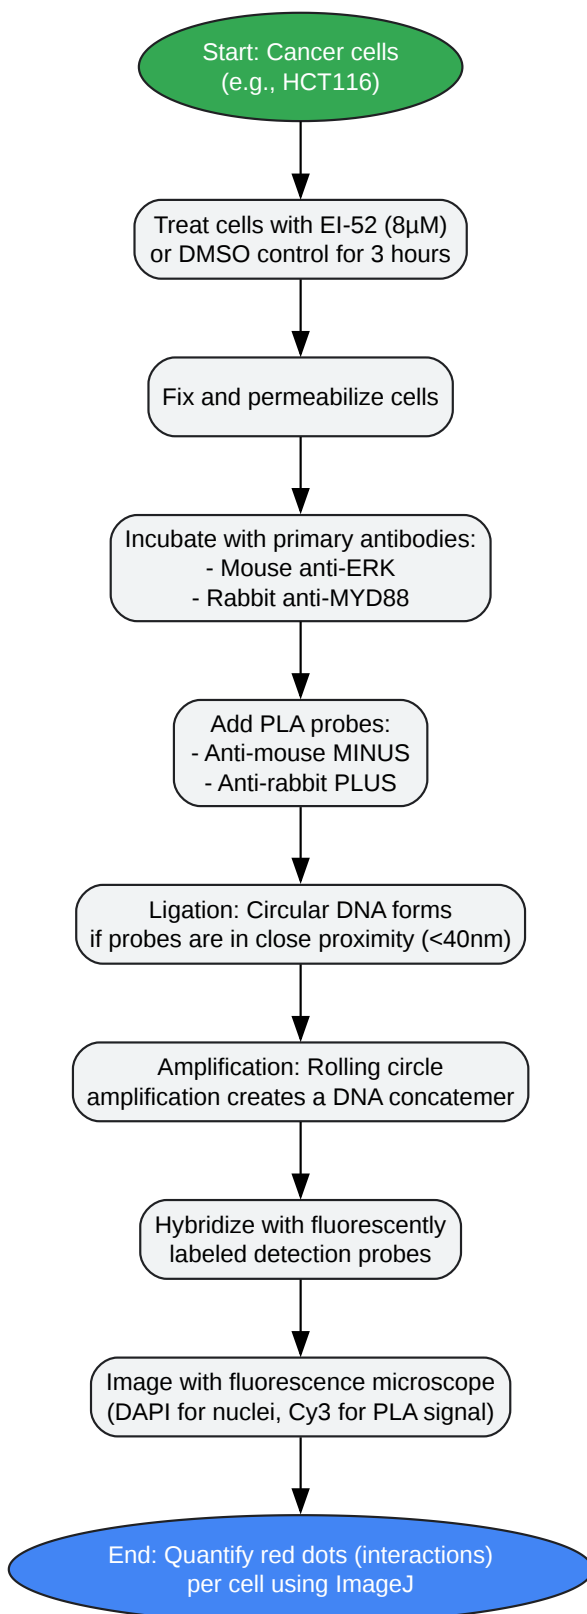 Start: Cancer cells
(e.g., HCT116)
Treat cells with EI-52 (8µM)
or DMSO control for 3 hours
Fix and permeabilize cells
Incubate with primary antibodies:
- Mouse anti-ERK
- Rabbit anti-MYD88
Add PLA probes:
- Anti-mouse MINUS
- Anti-rabbit PLUS
Ligation: Circular DNA forms
if probes are in close proximity (<40nm)
Amplification: Rolling circle
amplification creates a DNA concatemer
Hybridize with fluorescently
labeled detection probes
Image with fluorescence microscope
(DAPI for nuclei, Cy3 for PLA signal)
End: Quantify red dots (interactions)
per cell using ImageJ